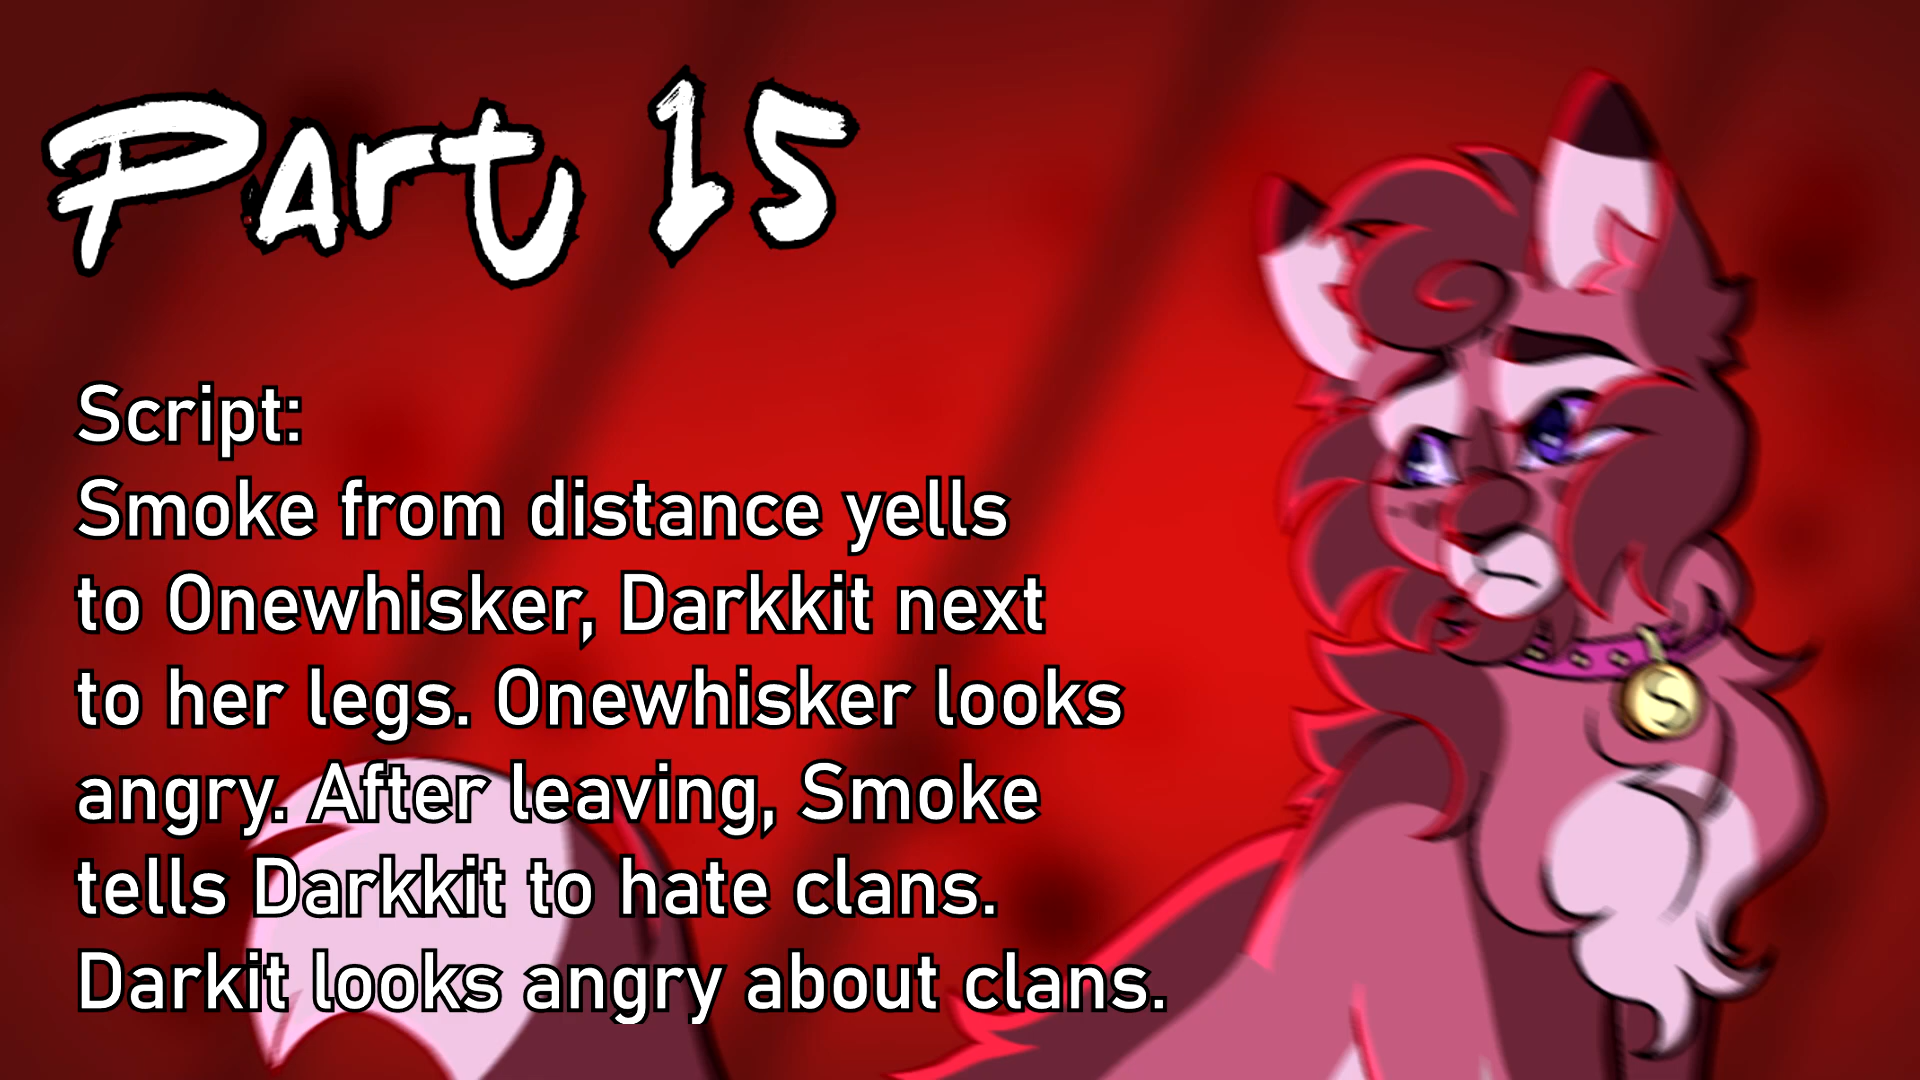 Part 15
Script:
Smoke from distance yells
to Onewhisker, Darkkit next
to her legs. Onewhisker looks
angry. After leaving, Smoke
tells Darkkit to hate clans.
Darkit looks angry about clans.
S